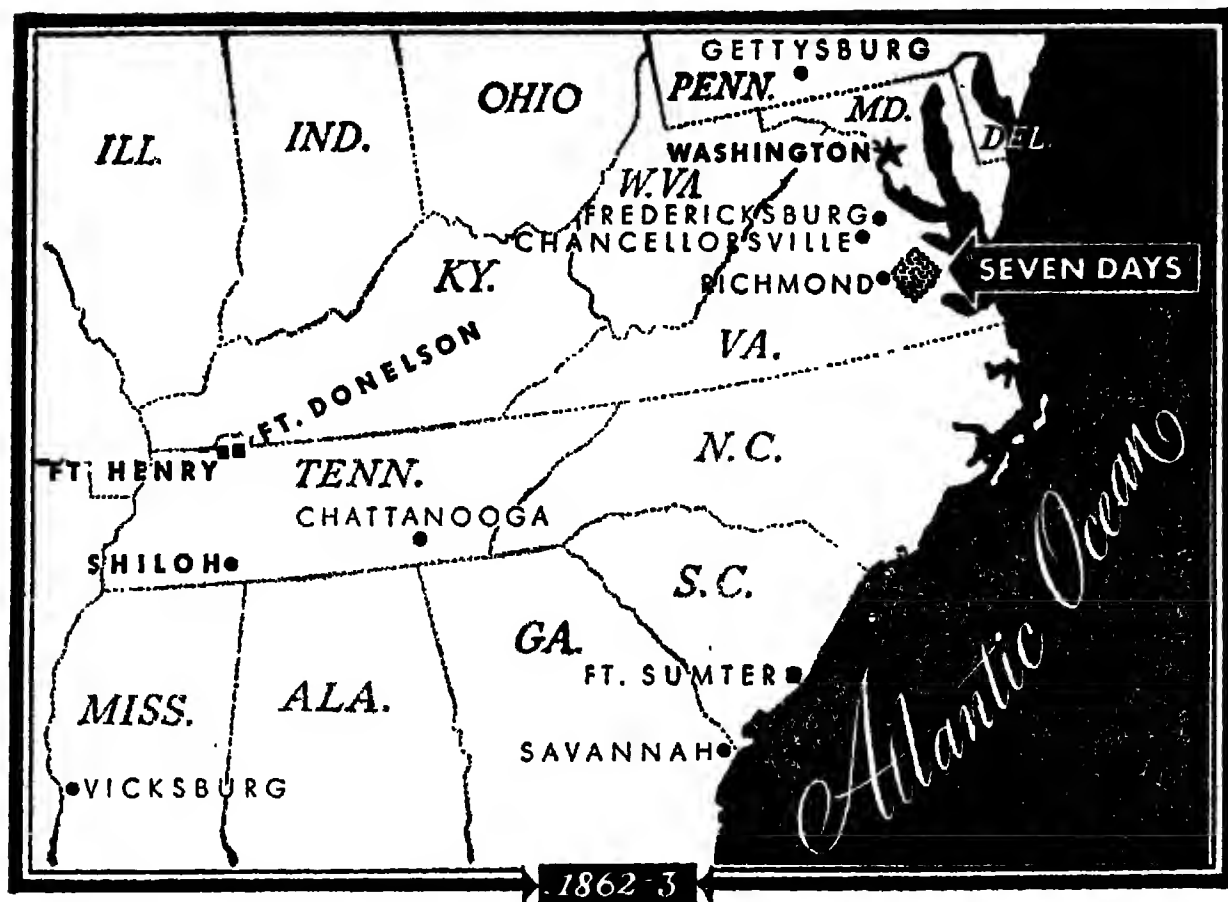 GETTYSBURG
PENN.
OHIO
IND.
ILL.
MD.
DEL.
WASHINGTON
W.VA
FREDERICKSBURG
CHANCELLORSVILLE
KY.
RICHMOND
SEVEN DAYS
VA.
FT. DONELSON
FT. HENRY
TENN.
N.C.
CHATTANOOGA
SHILOH
S.C.
GA.
FT. SUMTER
MISS.
ALA.
SAVANNAH
VICKSBURG
Atlantic Ocean
1862-3